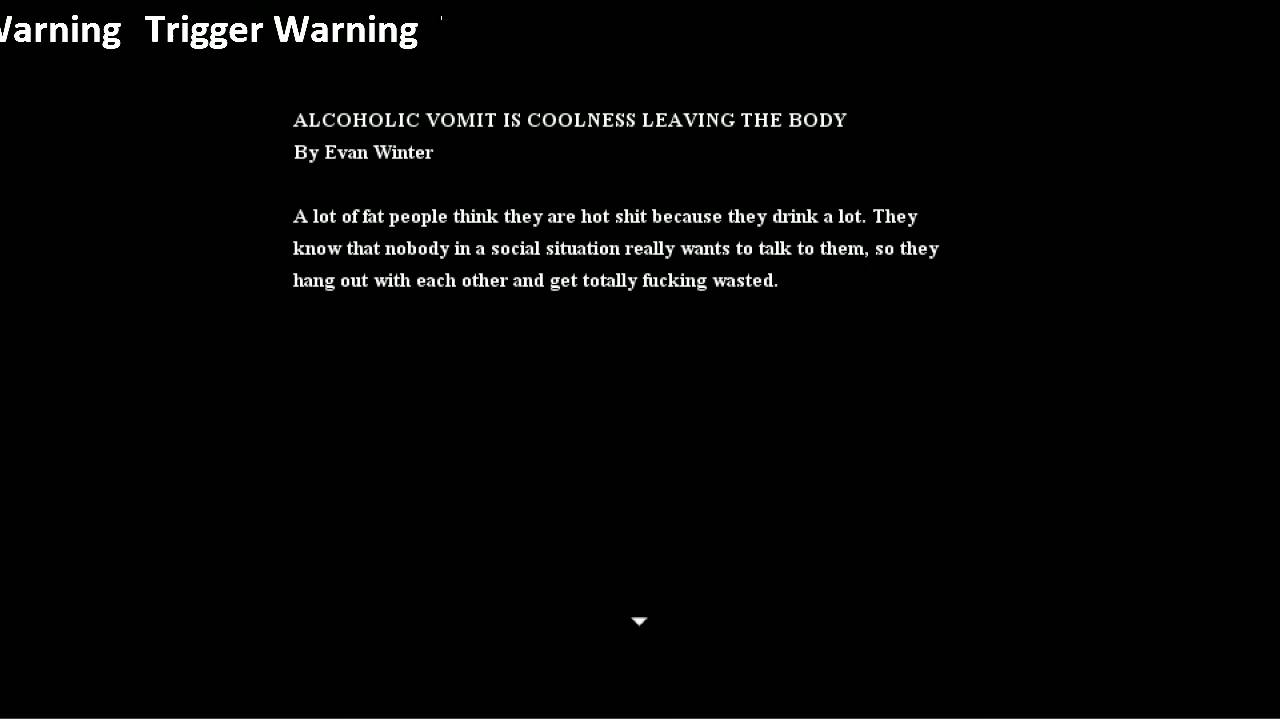 Warning Trigger Warning
ALCOHOLIC VOMIT IS COOLNESS LEAVING THE BODY
By Evan Winter
A lot of fat people think they are hot shit because they drink a lot. They
know that nobody in a social situation really wants to talk to them, so they
hang out with each other and get totally fucking wasted.